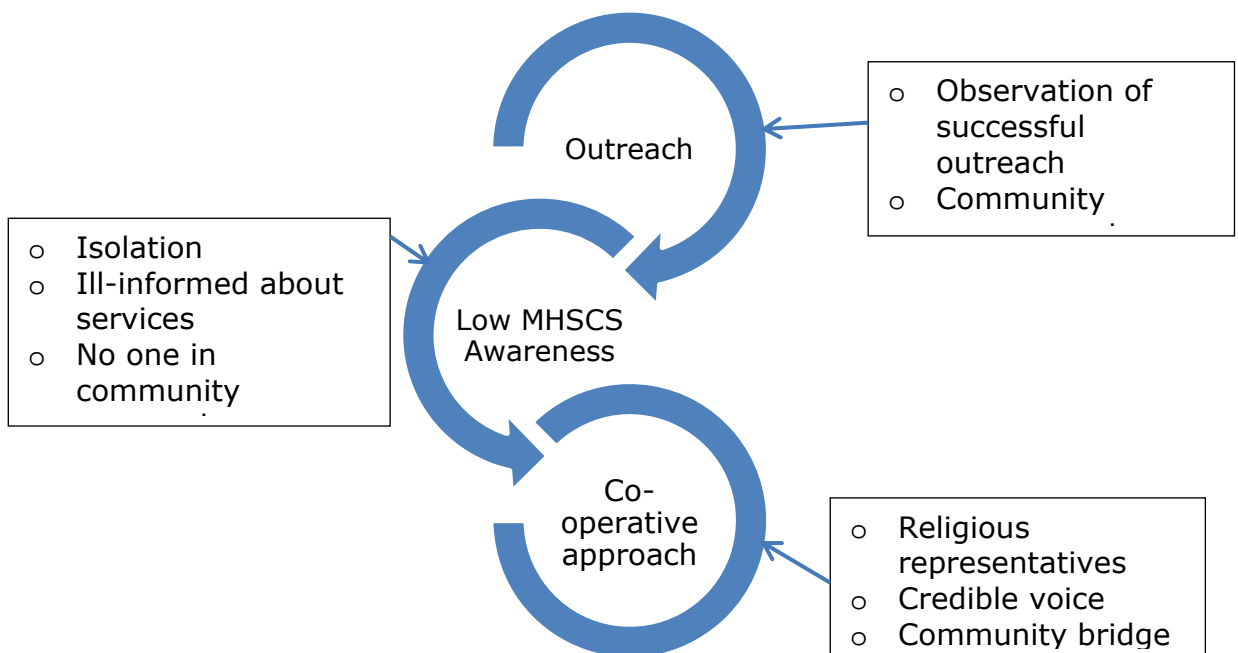 Outreach
o Observation of
successful
outreach
o Community
o Isolation
o Ill-informed about
services
o No one in
community
Low MHSCS
Awareness
Co-
operative
approach
o Religious
representatives
o Credible voice
o Community bridge